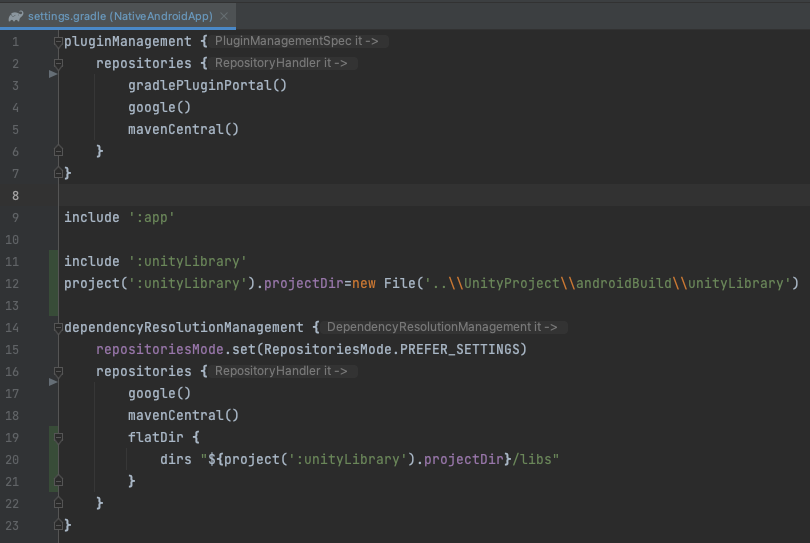 settings.gradle (NativeAndroidApp)
1 pluginManagement { PluginManagementSpec it ->
2     repositories { RepositoryHandler it ->
3         gradlePluginPortal()
4         google()
5         mavenCentral()
6     }
7 }
8
9 include ':app'
10
11 include ':unityLibrary'
12 project(':unityLibrary').projectDir=new File('..\\UnityProject\\androidBuild\\unityLibrary')
13
14 dependencyResolutionManagement { DependencyResolutionManagement it ->
15     repositoriesMode.set(RepositoriesMode.PREFER_SETTINGS)
16     repositories { RepositoryHandler it ->
17         google()
18         mavenCentral()
19         flatDir {
20             dirs "${project(':unityLibrary').projectDir}/libs"
21         }
22     }
23 }